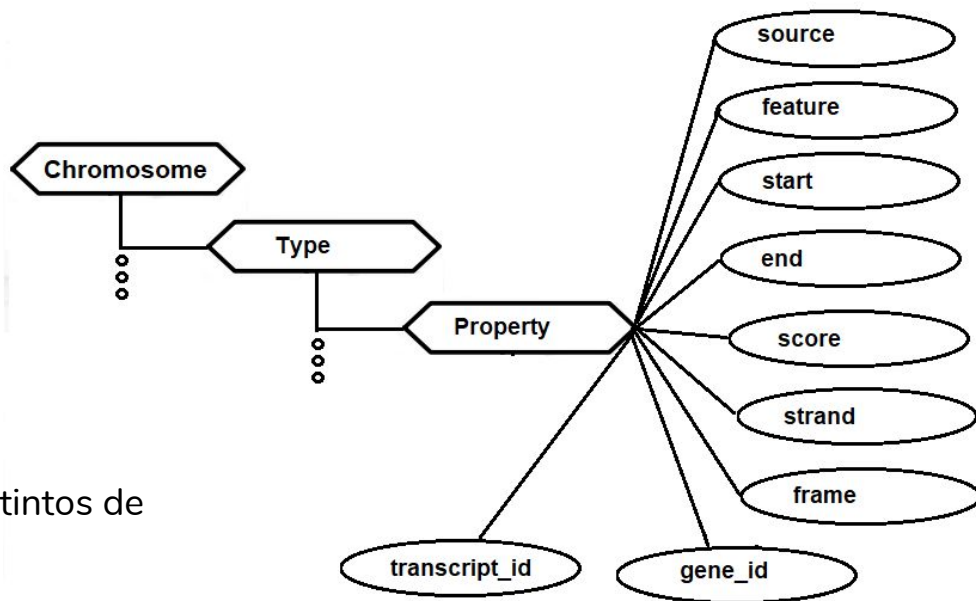 source
feature
Chromosome
start
Type
end
Property
score
strand
tintos de
frame
transcript_id
gene_id